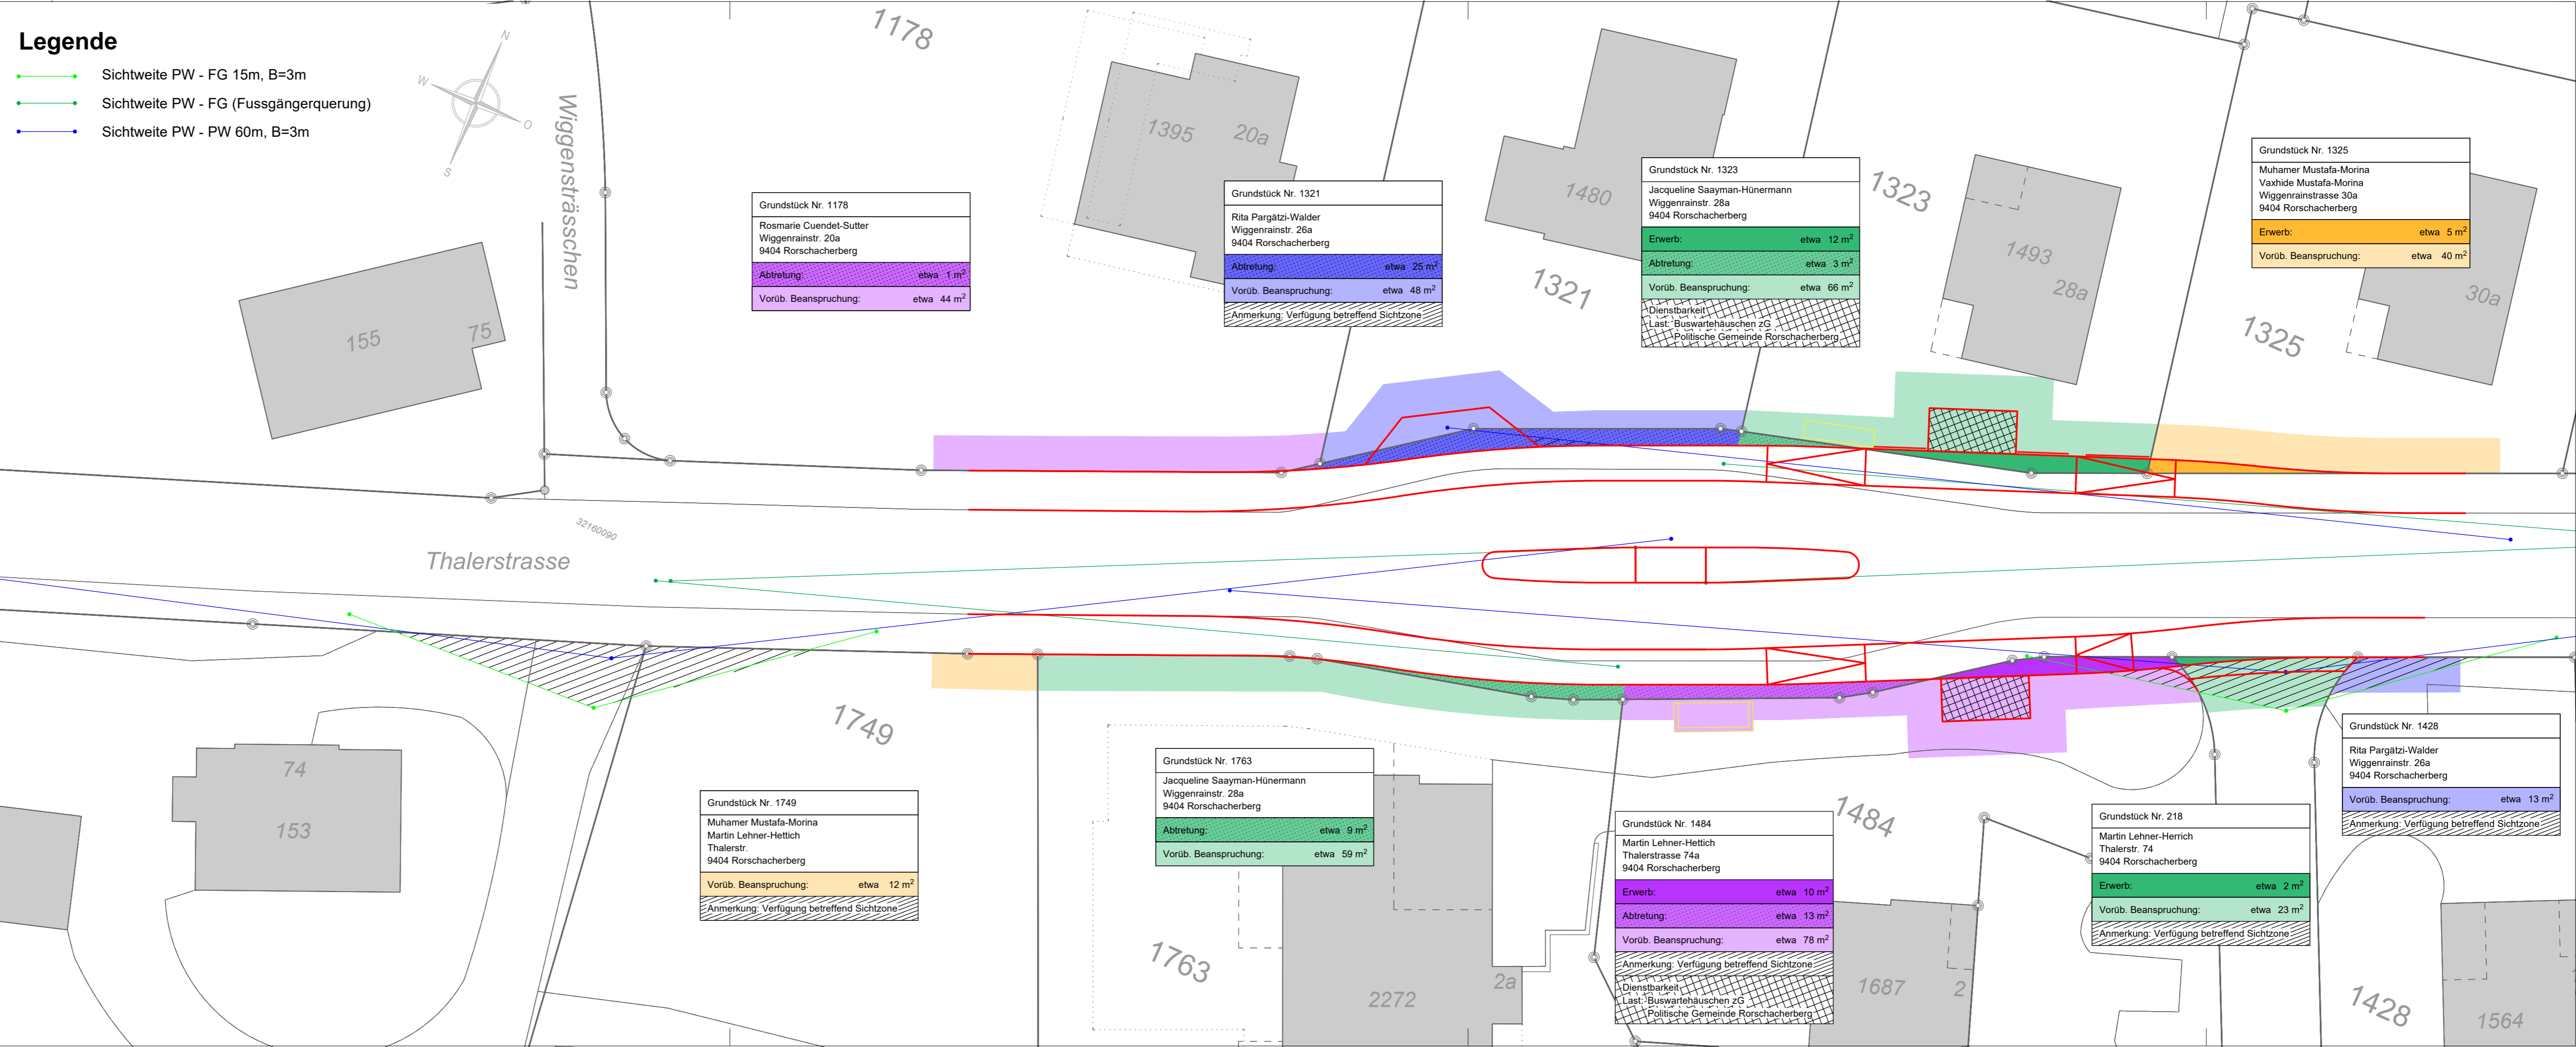 Legende
Sichtweite PW - FG 15m, B=3m
Sichtweite PW - FG (Fussgängerquerung)
Sichtweite PW - PW 60m, B=3m
N
W
O
S
Wiggensträsschen
1178
1395 20a
1480
1321
1323
1493
28a
1325
30a
155 75
Grundstück Nr. 1178
Rosmarie Cuendet-Sutter
Wiggenrainstr. 20a
9404 Rorschacherberg
Abtretung: etwa 1 m²
Vorüb. Beanspruchung: etwa 44 m²
Grundstück Nr. 1321
Rita Pargätzi-Walder
Wiggenrainstr. 26a
9404 Rorschacherberg
Abtretung: etwa 25 m²
Vorüb. Beanspruchung: etwa 48 m²
Anmerkung: Verfügung betreffend Sichtzone
Grundstück Nr. 1323
Jacqueline Saayman-Hünermann
Wiggenrainstr. 28a
9404 Rorschacherberg
Erwerb: etwa 12 m²
Abtretung: etwa 3 m²
Vorüb. Beanspruchung: etwa 66 m²
Dienstbarkeit
Last: Buswartehäuschen zG
Politische Gemeinde Rorschacherberg
Grundstück Nr. 1325
Muhamer Mustafa-Morina
Vaxhide Mustafa-Morina
Wiggenrainstrasse 30a
9404 Rorschacherberg
Erwerb: etwa 5 m²
Vorüb. Beanspruchung: etwa 40 m²
32160090
Thalerstrasse
74
153
1749
1763
2272
2a
1484
1687 2
1428
1564
Grundstück Nr. 1749
Muhamer Mustafa-Morina
Martin Lehner-Hettich
Thalerstr.
9404 Rorschacherberg
Vorüb. Beanspruchung: etwa 12 m²
Anmerkung: Verfügung betreffend Sichtzone
Grundstück Nr. 1763
Jacqueline Saayman-Hünermann
Wiggenrainstr. 28a
9404 Rorschacherberg
Abtretung: etwa 9 m²
Vorüb. Beanspruchung: etwa 59 m²
Grundstück Nr. 1484
Martin Lehner-Hettich
Thalerstrasse 74a
9404 Rorschacherberg
Erwerb: etwa 10 m²
Abtretung: etwa 13 m²
Vorüb. Beanspruchung: etwa 78 m²
Anmerkung: Verfügung betreffend Sichtzone
Dienstbarkeit
Last: Buswartehäuschen zG
Politische Gemeinde Rorschacherberg
Grundstück Nr. 218
Martin Lehner-Herrich
Thalerstr. 74
9404 Rorschacherberg
Erwerb: etwa 2 m²
Vorüb. Beanspruchung: etwa 23 m²
Anmerkung: Verfügung betreffend Sichtzone
Grundstück Nr. 1428
Rita Pargätzi-Walder
Wiggenrainstr. 26a
9404 Rorschacherberg
Vorüb. Beanspruchung: etwa 13 m²
Anmerkung: Verfügung betreffend Sichtzone